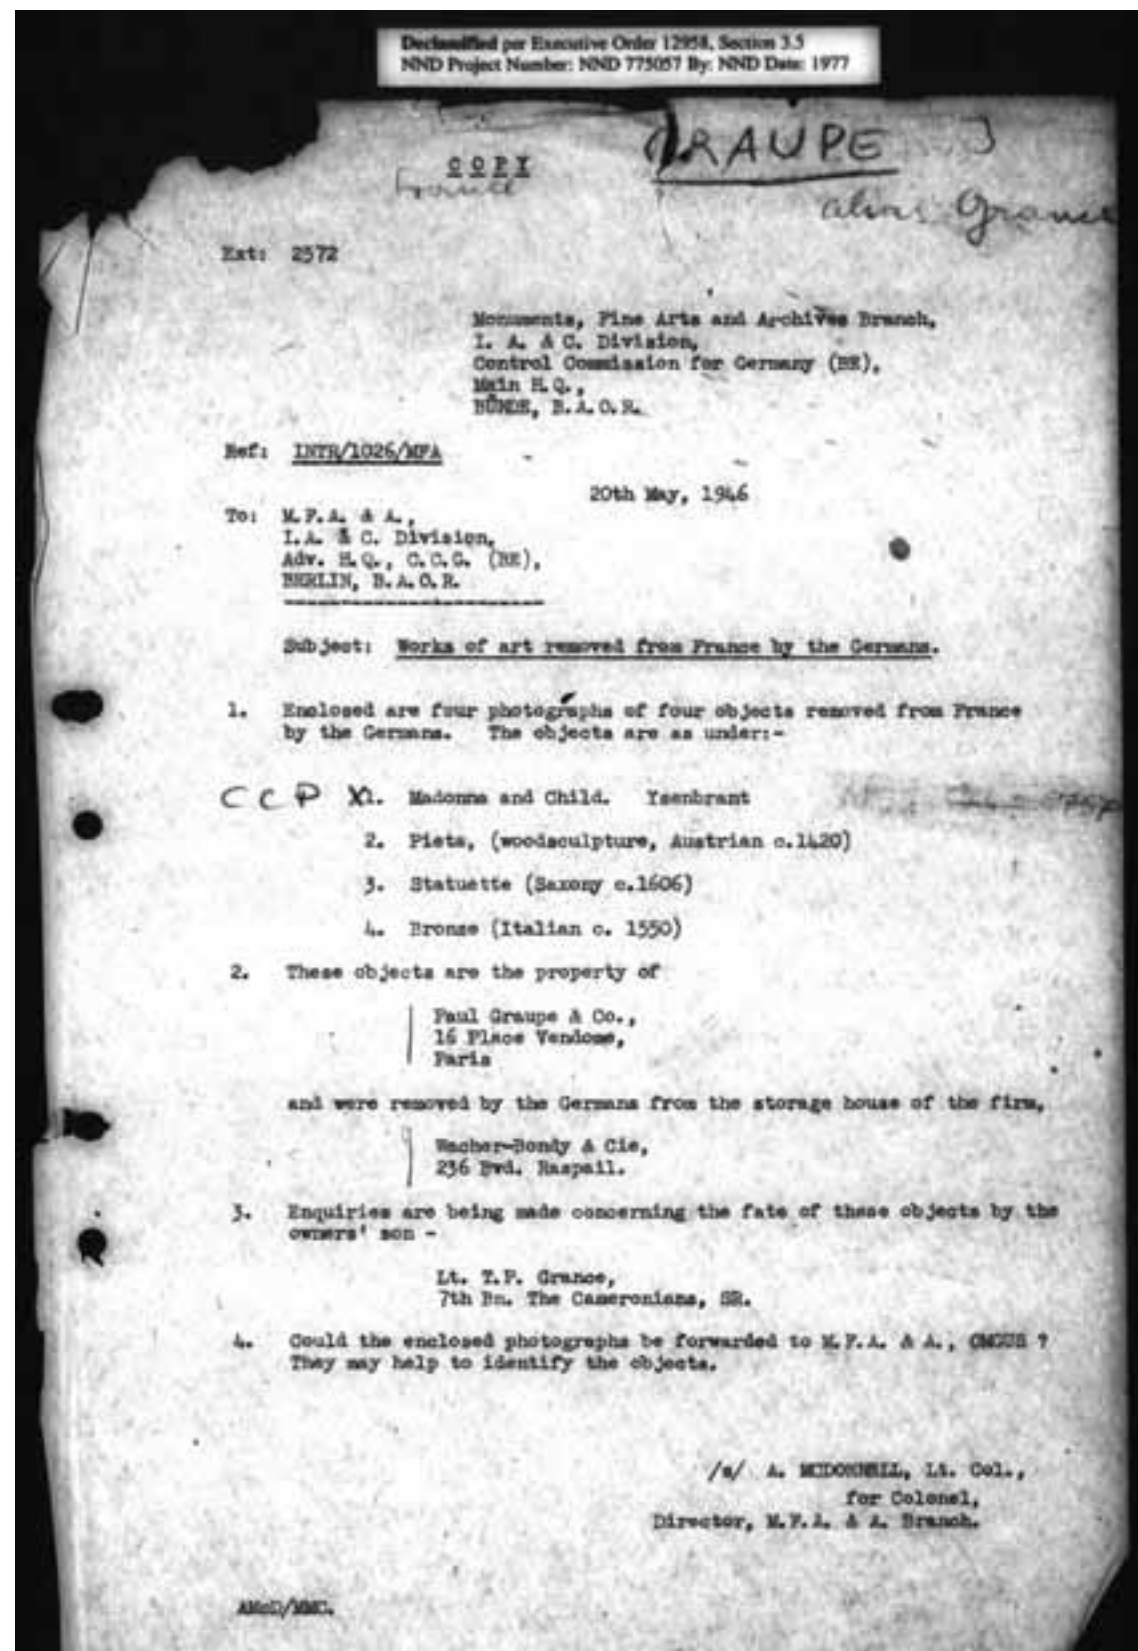 Declassified per Executive Order 12958, Section 3.5
NND Project Number: NND 775057 By: NND Date: 1977
GRAUPE
COPY
France
alias Grance
Ext: 2572
Monuments, Fine Arts and Archives Branch,
I. A. & C. Division,
Control Commission for Germany (BE),
Main H.Q.,
BÜNDE, B.A.O.R.
Ref: INTR/1026/MFA
20th May, 1946
To: M.F.A. & A.,
I.A. & C. Division,
Adv. H.Q., C.C.G. (BE),
BERLIN, B.A.O.R.
Subject: Works of art removed from France by the Germans.
1. Enclosed are four photographs of four objects removed from France
by the Germans. The objects are as under:-
CCP X1. Madonna and Child. Ysenbrant
2. Pieta, (woodsculpture, Austrian c.1420)
3. Statuette (Saxony c.1606)
4. Bronze (Italian c. 1550)
2. These objects are the property of
Paul Graupe & Co.,
16 Place Vendome,
Paris
and were removed by the Germans from the storage house of the firm,
Wacher-Bondy & Cie,
236 Bvd. Raspail.
3. Enquiries are being made concerning the fate of these objects by the
owners' son -
Lt. T.P. Grance,
7th Bn. The Cameronians, SR.
4. Could the enclosed photographs be forwarded to M.F.A. & A., OMGUS ?
They may help to identify the objects.
/s/ A. MCDONNELL, Lt. Col.,
for Colonel,
Director, M.F.A. & A. Branch.
AMcD/MMC.